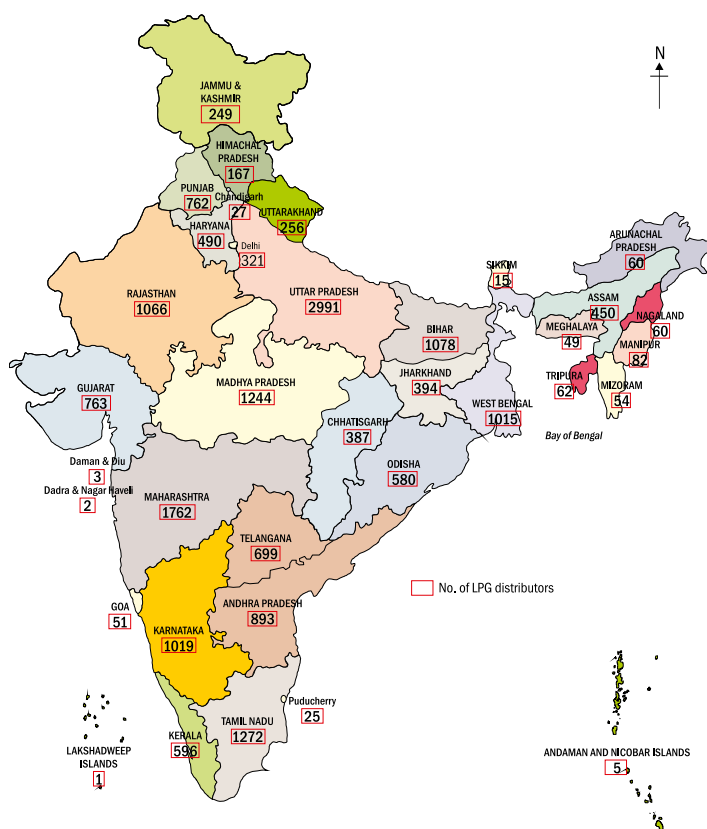 N
JAMMU &
KASHMIR
249
HIMACHAL
PRADESH
167
PUNJAB
762
Chandigarh
27
UTTARAKHAND
256
HARYANA
490
Delhi
321
ARUNACHAL
PRADESH
60
SIKKIM
15
RAJASTHAN
1066
UTTAR PRADESH
2991
ASSAM
450
NAGALAND
60
BIHAR
1078
MEGHALAYA
49
MANIPUR
82
JHARKHAND
394
TRIPURA
62
MIZORAM
54
GUJARAT
763
MADHYA PRADESH
1244
WEST BENGAL
1015
CHHATISGARH
387
Bay of Bengal
Daman & Diu
3
ODISHA
580
Dadra & Nagar Haveli
2
MAHARASHTRA
1762
TELANGANA
699
No. of LPG distributors
GOA
51
ANDHRA PRADESH
893
KARNATAKA
1019
Puducherry
25
TAMIL NADU
1272
KERALA
596
LAKSHADWEEP
ISLANDS
1
ANDAMAN AND NICOBAR ISLANDS
5